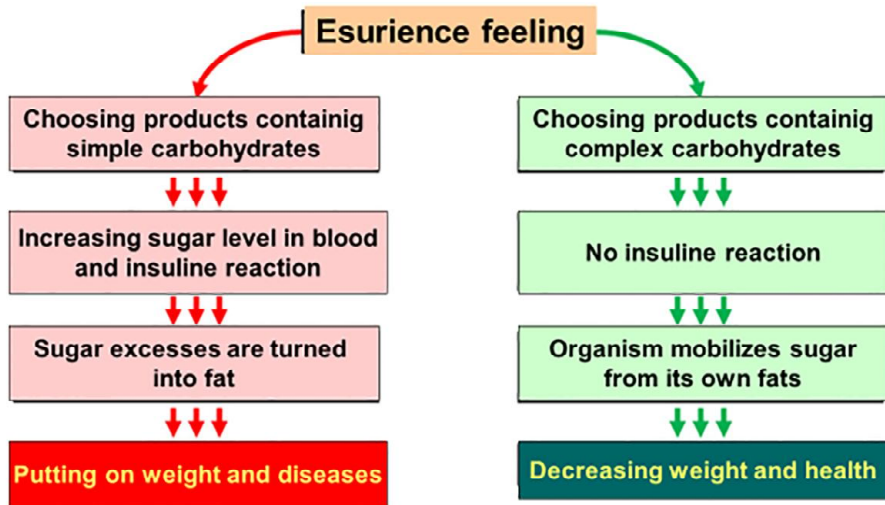 Esurience feeling
Choosing products containig
simple carbohydrates
Increasing sugar level in blood
and insuline reaction
Sugar excesses are turned
into fat
Putting on weight and diseases
Choosing products containig
complex carbohydrates
No insuline reaction
Organism mobilizes sugar
from its own fats
Decreasing weight and health